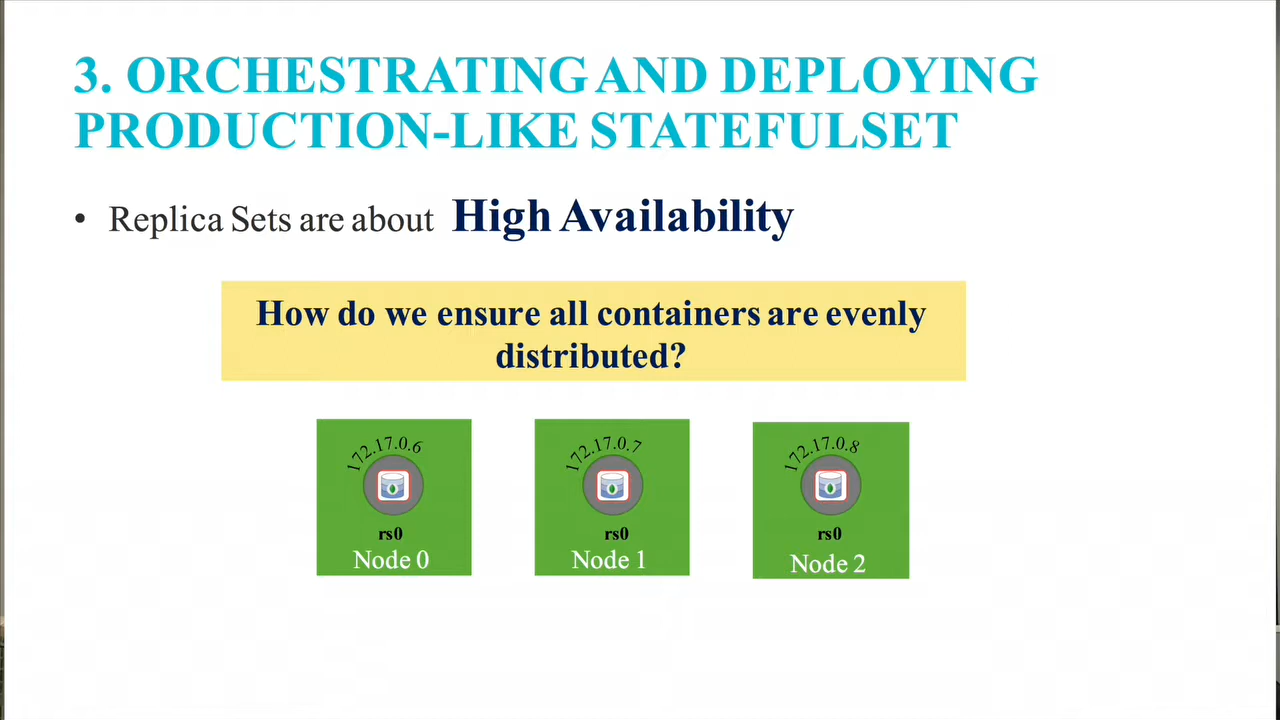 3. ORCHESTRATING AND DEPLOYING
PRODUCTION-LIKE STATEFULSET
• Replica Sets are about High Availability
How do we ensure all containers are evenly
distributed?
172.17.0.6
rs0
Node 0
172.17.0.7
rs0
Node 1
172.17.0.8
rs0
Node 2